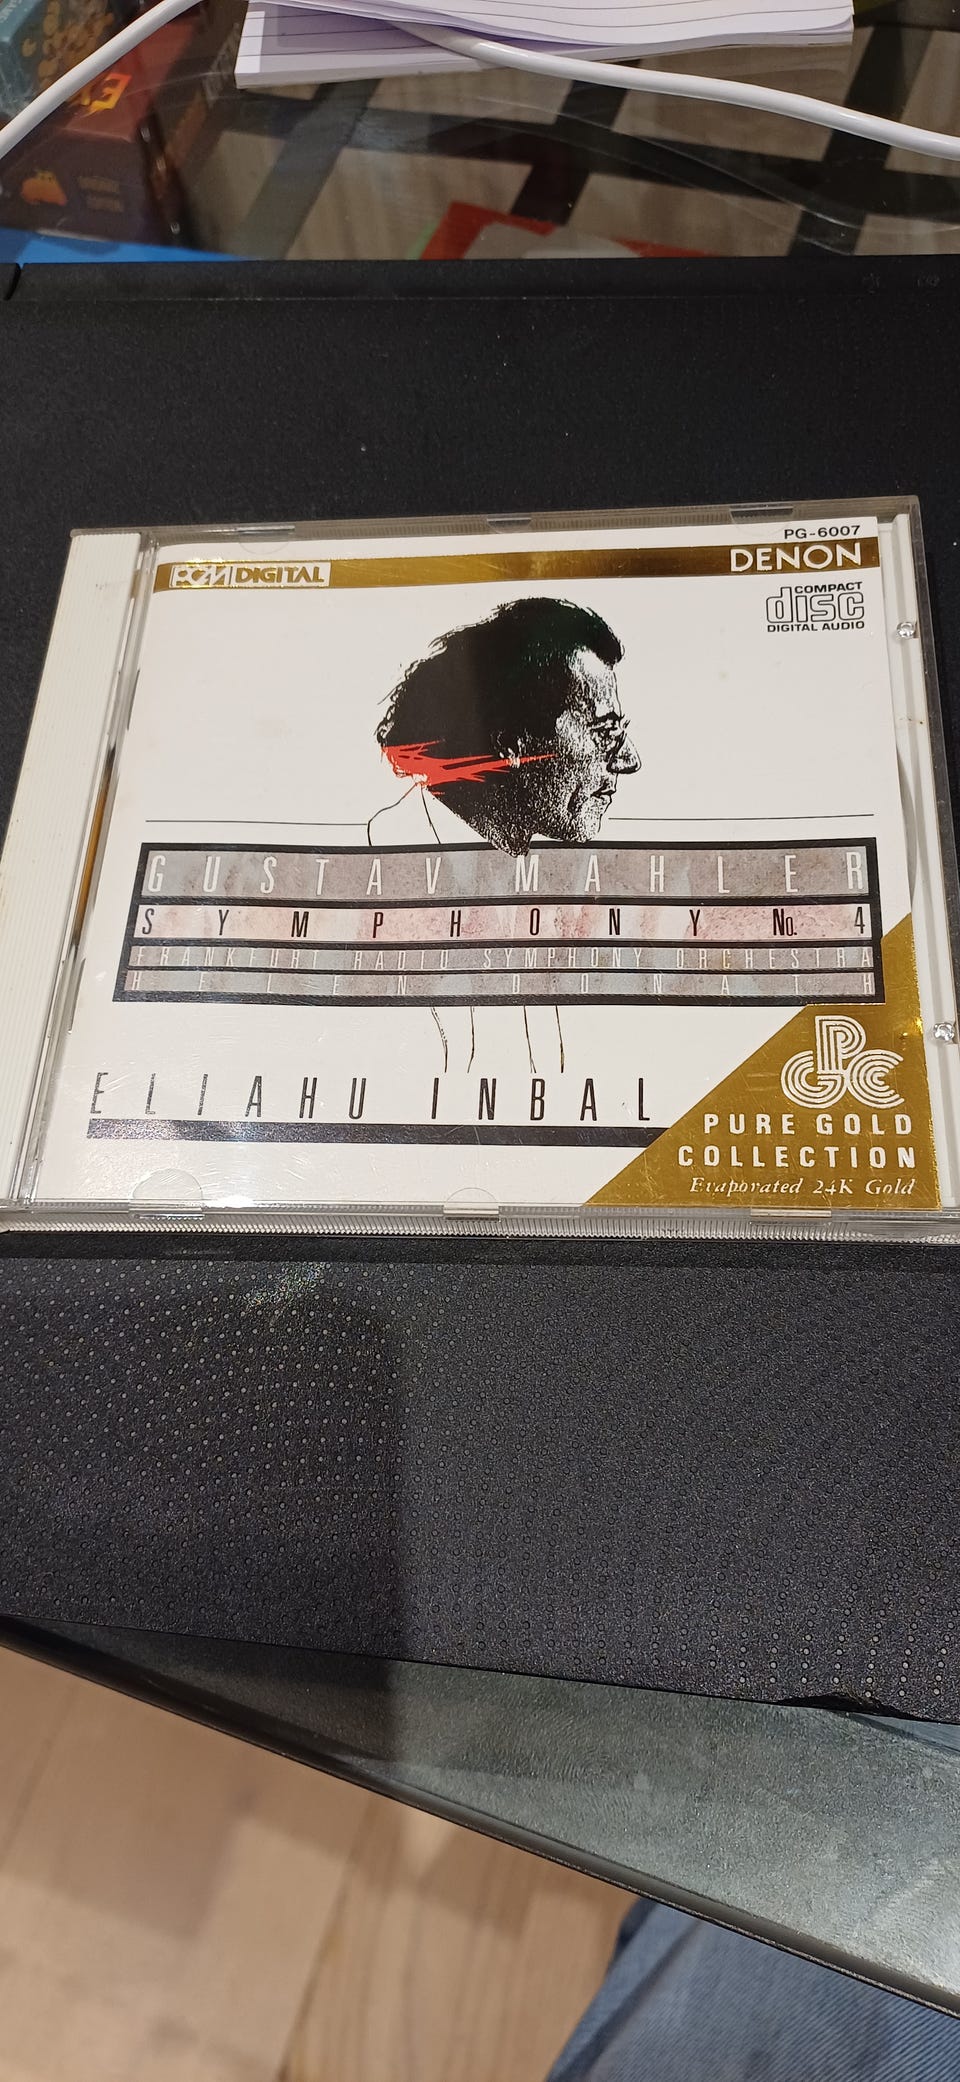 PG-6007
PCM DIGITAL
DENON
COMPACT
disc
DIGITAL AUDIO
GUSTAV MAHLER
SYMPHONY No. 4
FRANKFURT RADIO SYMPHONY ORCHESTRA
HELEN DONATH
ELIAHU INBAL
PGC
PURE GOLD
COLLECTION
Evaporated 24K Gold